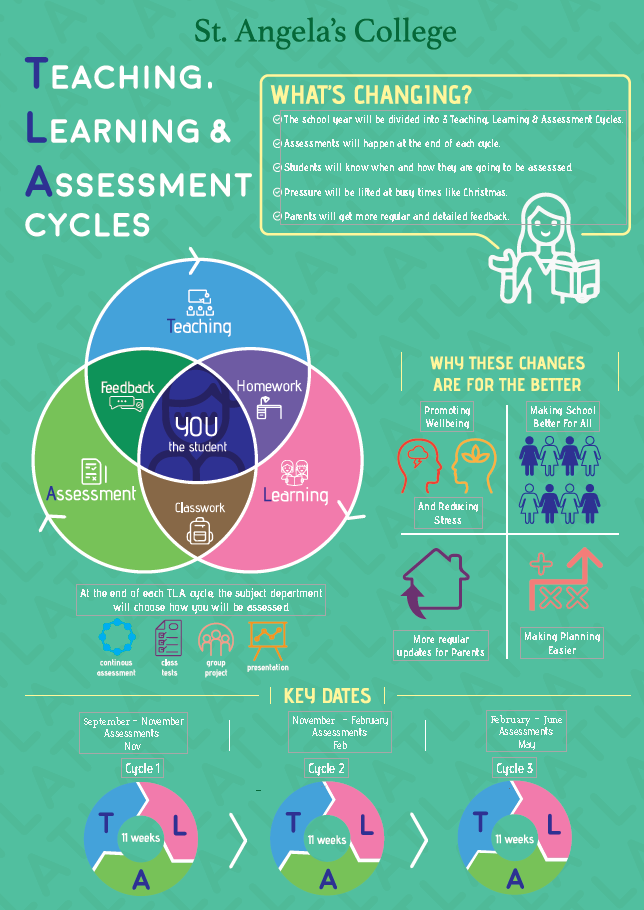 St. Angela's College
TEACHING,
LEARNING &
ASSESSMENT
CYCLES
WHAT'S CHANGING?
The school year will be divided into 3 Teaching, Learning & Assessment Cycles.
Assessments will happen at the end of each cycle.
Students will know when and how they are going to be assesssed.
Pressure will be lifted at busy times like Christmas.
Parents will get more regular and detailed feedback.
Teaching
Feedback
Homework
YOU
the student
Assessment
Learning
Classwork
WHY THESE CHANGES
ARE FOR THE BETTER
Promoting
Wellbeing
And Reducing
Stress
Making School
Better For All
More regular
updates for Parents
Making Planning
Easier
At the end of each TLA cycle, the subject department
will choose how you will be assessed.
continous
assessment
class
tests
group
project
presentation
KEY DATES
September - November
Assessments
Nov
Cycle 1
T L
11 weeks
A
November - February
Assessments
Feb
Cycle 2
T L
11 weeks
A
February - June
Assessments
May
Cycle 3
T L
11 weeks
A